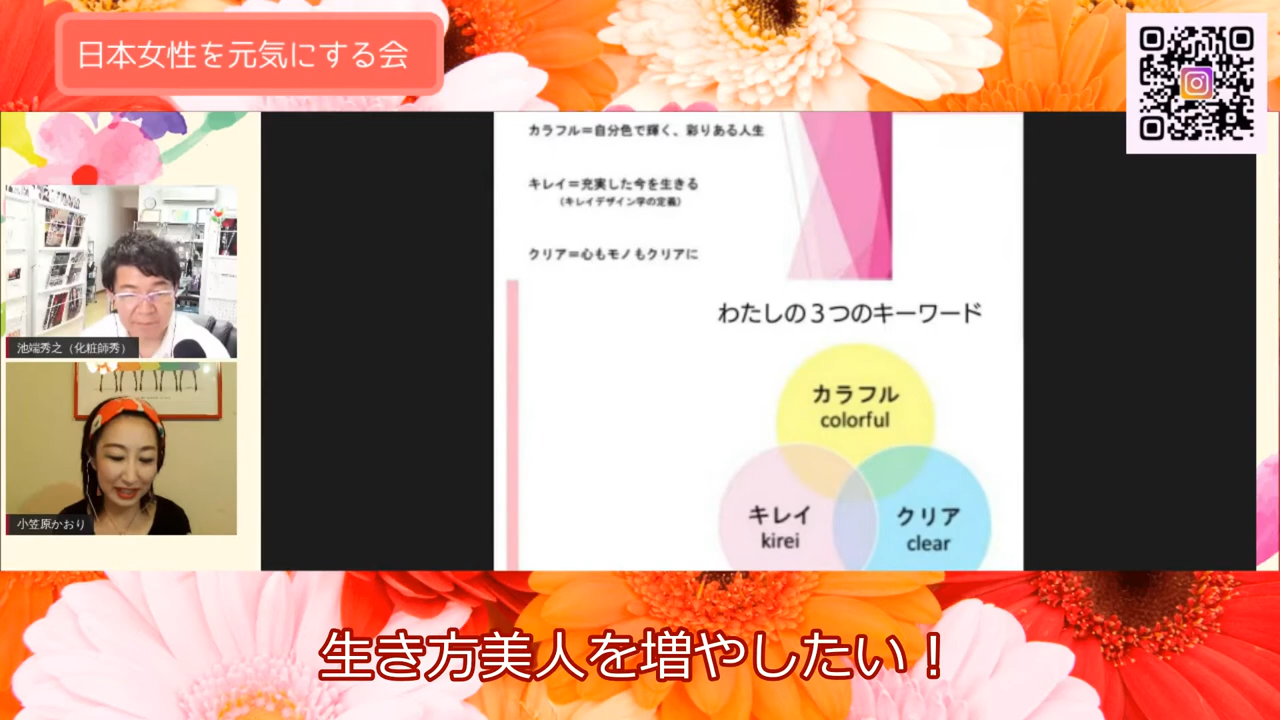 日本女性を元気にする会
カラフル＝自分色で輝く、彩りある人生
キレイ＝充実した今を生きる
（キレイデザイン学の定義）
クリア＝心もモノもクリアに
わたしの３つのキーワード
カラフル
colorful
キレイ
kirei
クリア
clear
池端秀之（化粧師秀）
小笠原かおり
生き方美人を増やしたい！